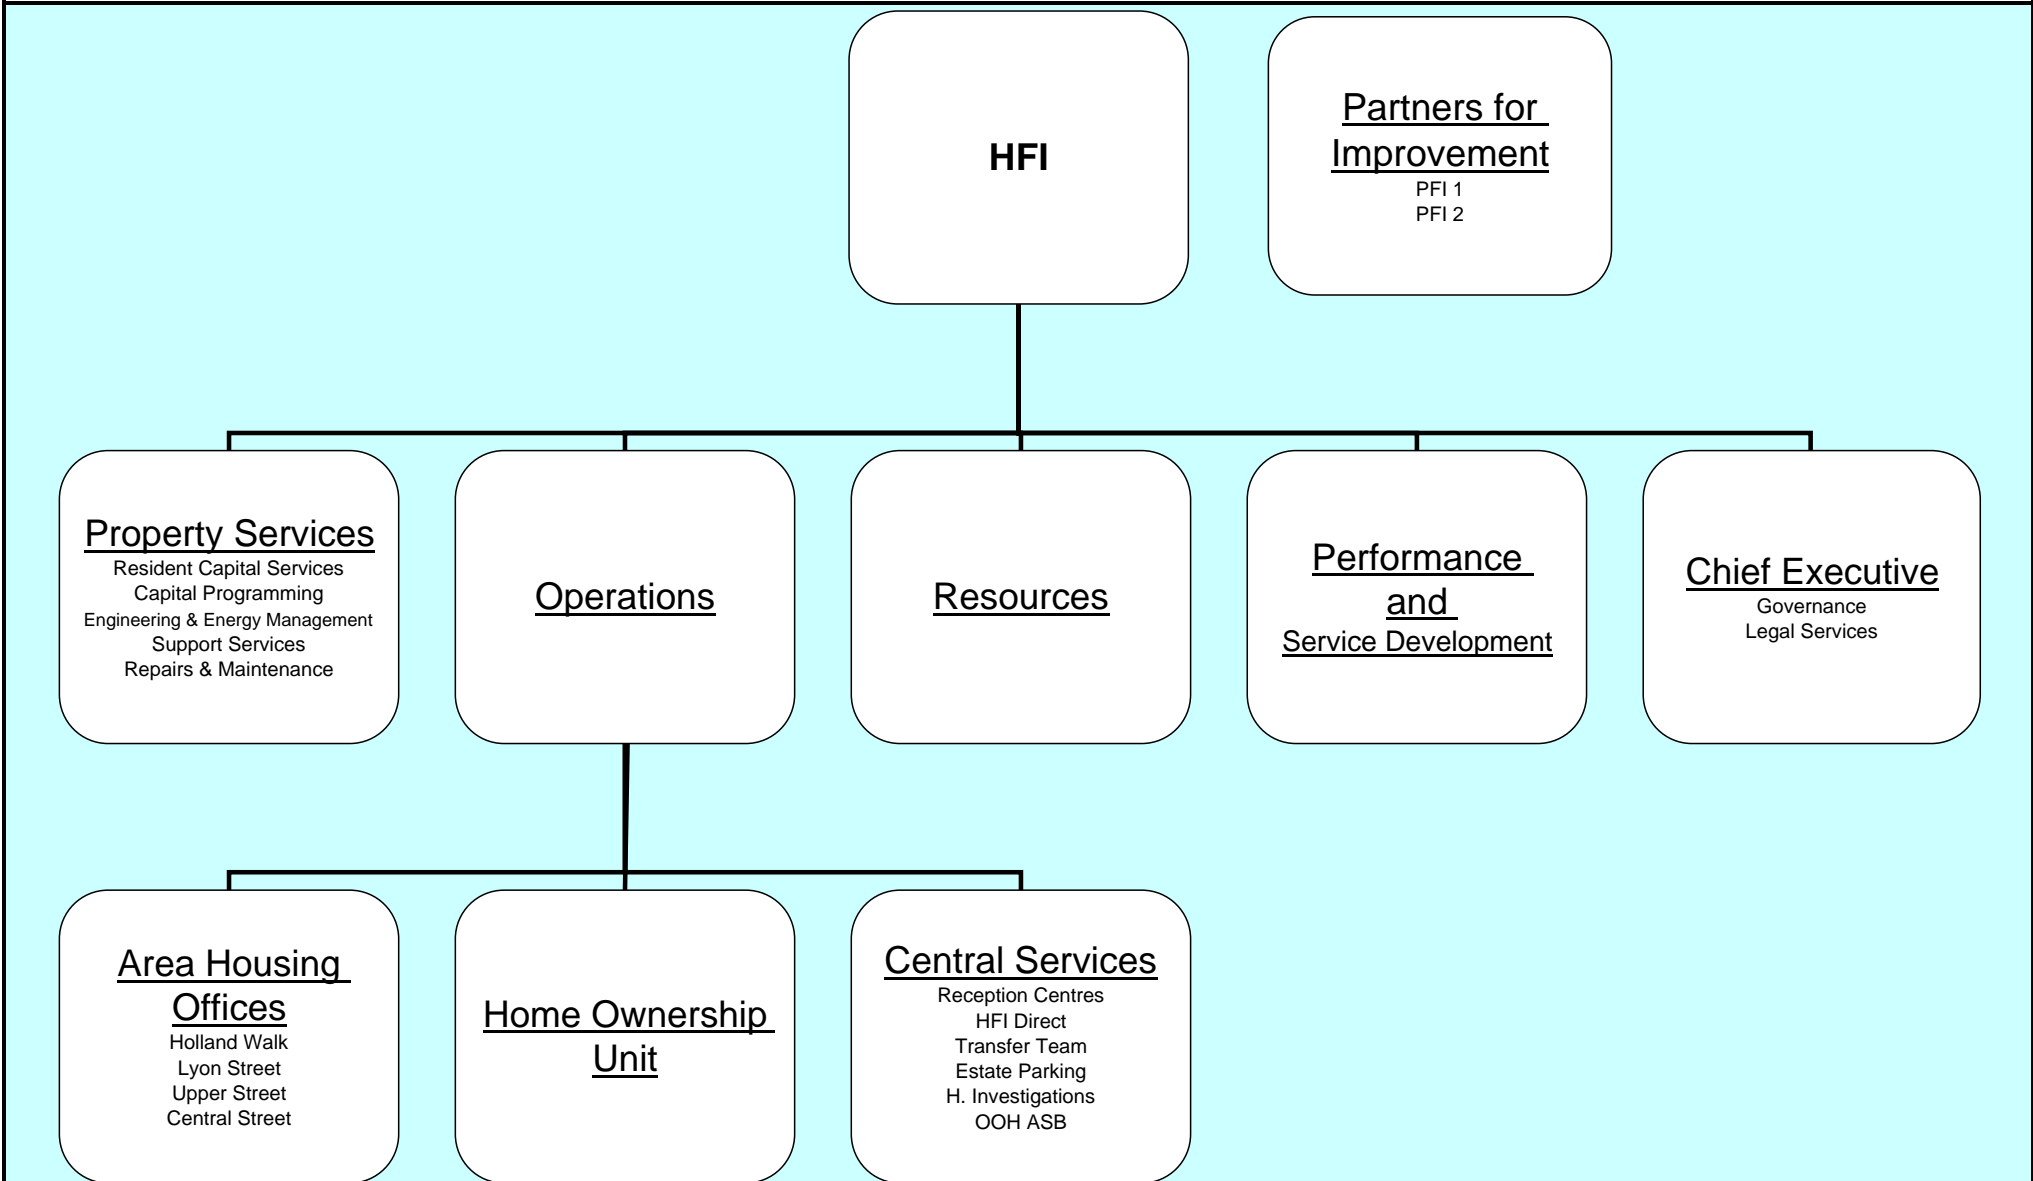 HFI
Partners for
Improvement
PFI 1
PFI 2
Property Services
Resident Capital Services
Capital Programming
Engineering & Energy Management
Support Services
Repairs & Maintenance
Operations
Resources
Performance
and
Service Development
Chief Executive
Governance
Legal Services
Area Housing
Offices
Holland Walk
Lyon Street
Upper Street
Central Street
Home Ownership
Unit
Central Services
Reception Centres
HFI Direct
Transfer Team
Estate Parking
H. Investigations
OOH ASB